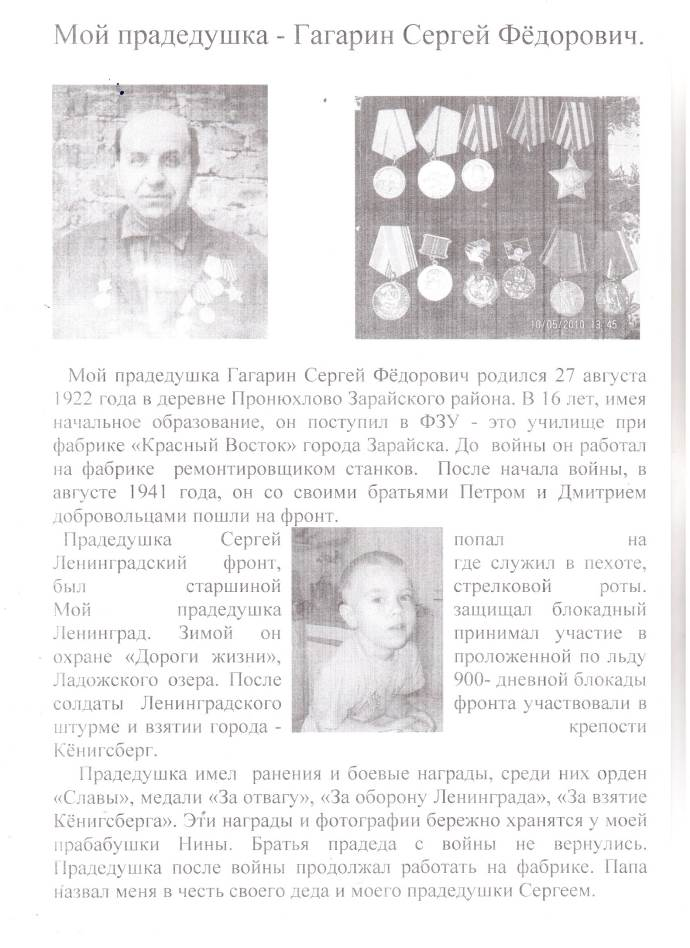 Мой прадедушка - Гагарин Сергей Фёдорович.
10/05/2010 13:45
Мой прадедушка Гагарин Сергей Фёдорович родился 27 августа
1922 года в деревне Пронюхлово Зарайского района. В 16 лет, имея
начальное образование, он поступил в ФЗУ - это училище при
фабрике «Красный Восток» города Зарайска. До войны он работал
на фабрике ремонтировщиком станков. После начала войны, в
августе 1941 года, он со своими братьями Петром и Дмитрием
добровольцами пошли на фронт.
Прадедушка Сергей попал на
Ленинградский фронт, где служил в пехоте,
был старшиной стрелковой роты.
Мой прадедушка защищал блокадный
Ленинград. Зимой он принимал участие в
охране «Дороги жизни», проложенной по льду
Ладожского озера. После 900- дневной блокады
солдаты Ленинградского фронта участвовали в
штурме и взятии города - крепости
Кёнигсберг.
Прадедушка имел ранения и боевые награды, среди них орден
«Славы», медали «За отвагу», «За оборону Ленинграда», «За взятие
Кёнигсберга». Эти награды и фотографии бережно хранятся у моей
прабабушки Нины. Братья прадеда с войны не вернулись.
Прадедушка после войны продолжал работать на фабрике. Папа
назвал меня в честь своего деда и моего прадедушки Сергеем.